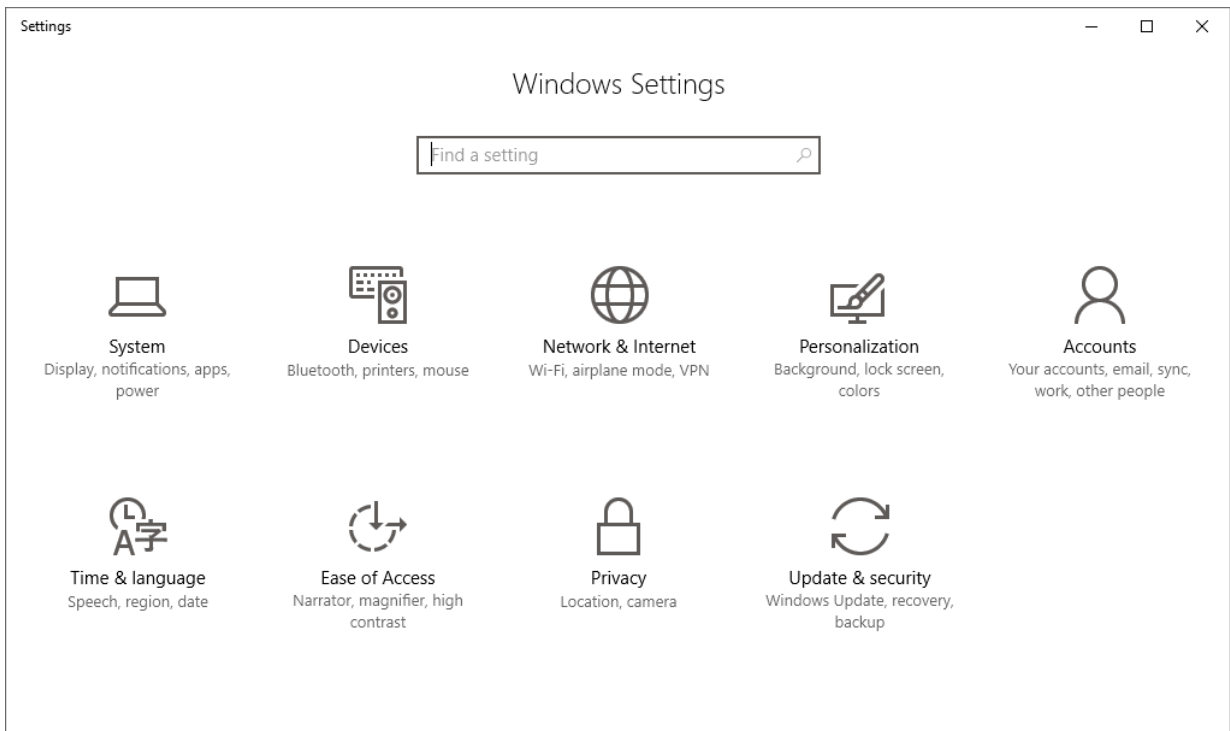 Settings
Windows Settings
Find a setting
System
Display, notifications, apps,
power
Devices
Bluetooth, printers, mouse
Network & Internet
Wi-Fi, airplane mode, VPN
Personalization
Background, lock screen,
colors
Accounts
Your accounts, email, sync,
work, other people
A字
Time & language
Speech, region, date
Ease of Access
Narrator, magnifier, high
contrast
Privacy
Location, camera
Update & security
Windows Update, recovery,
backup